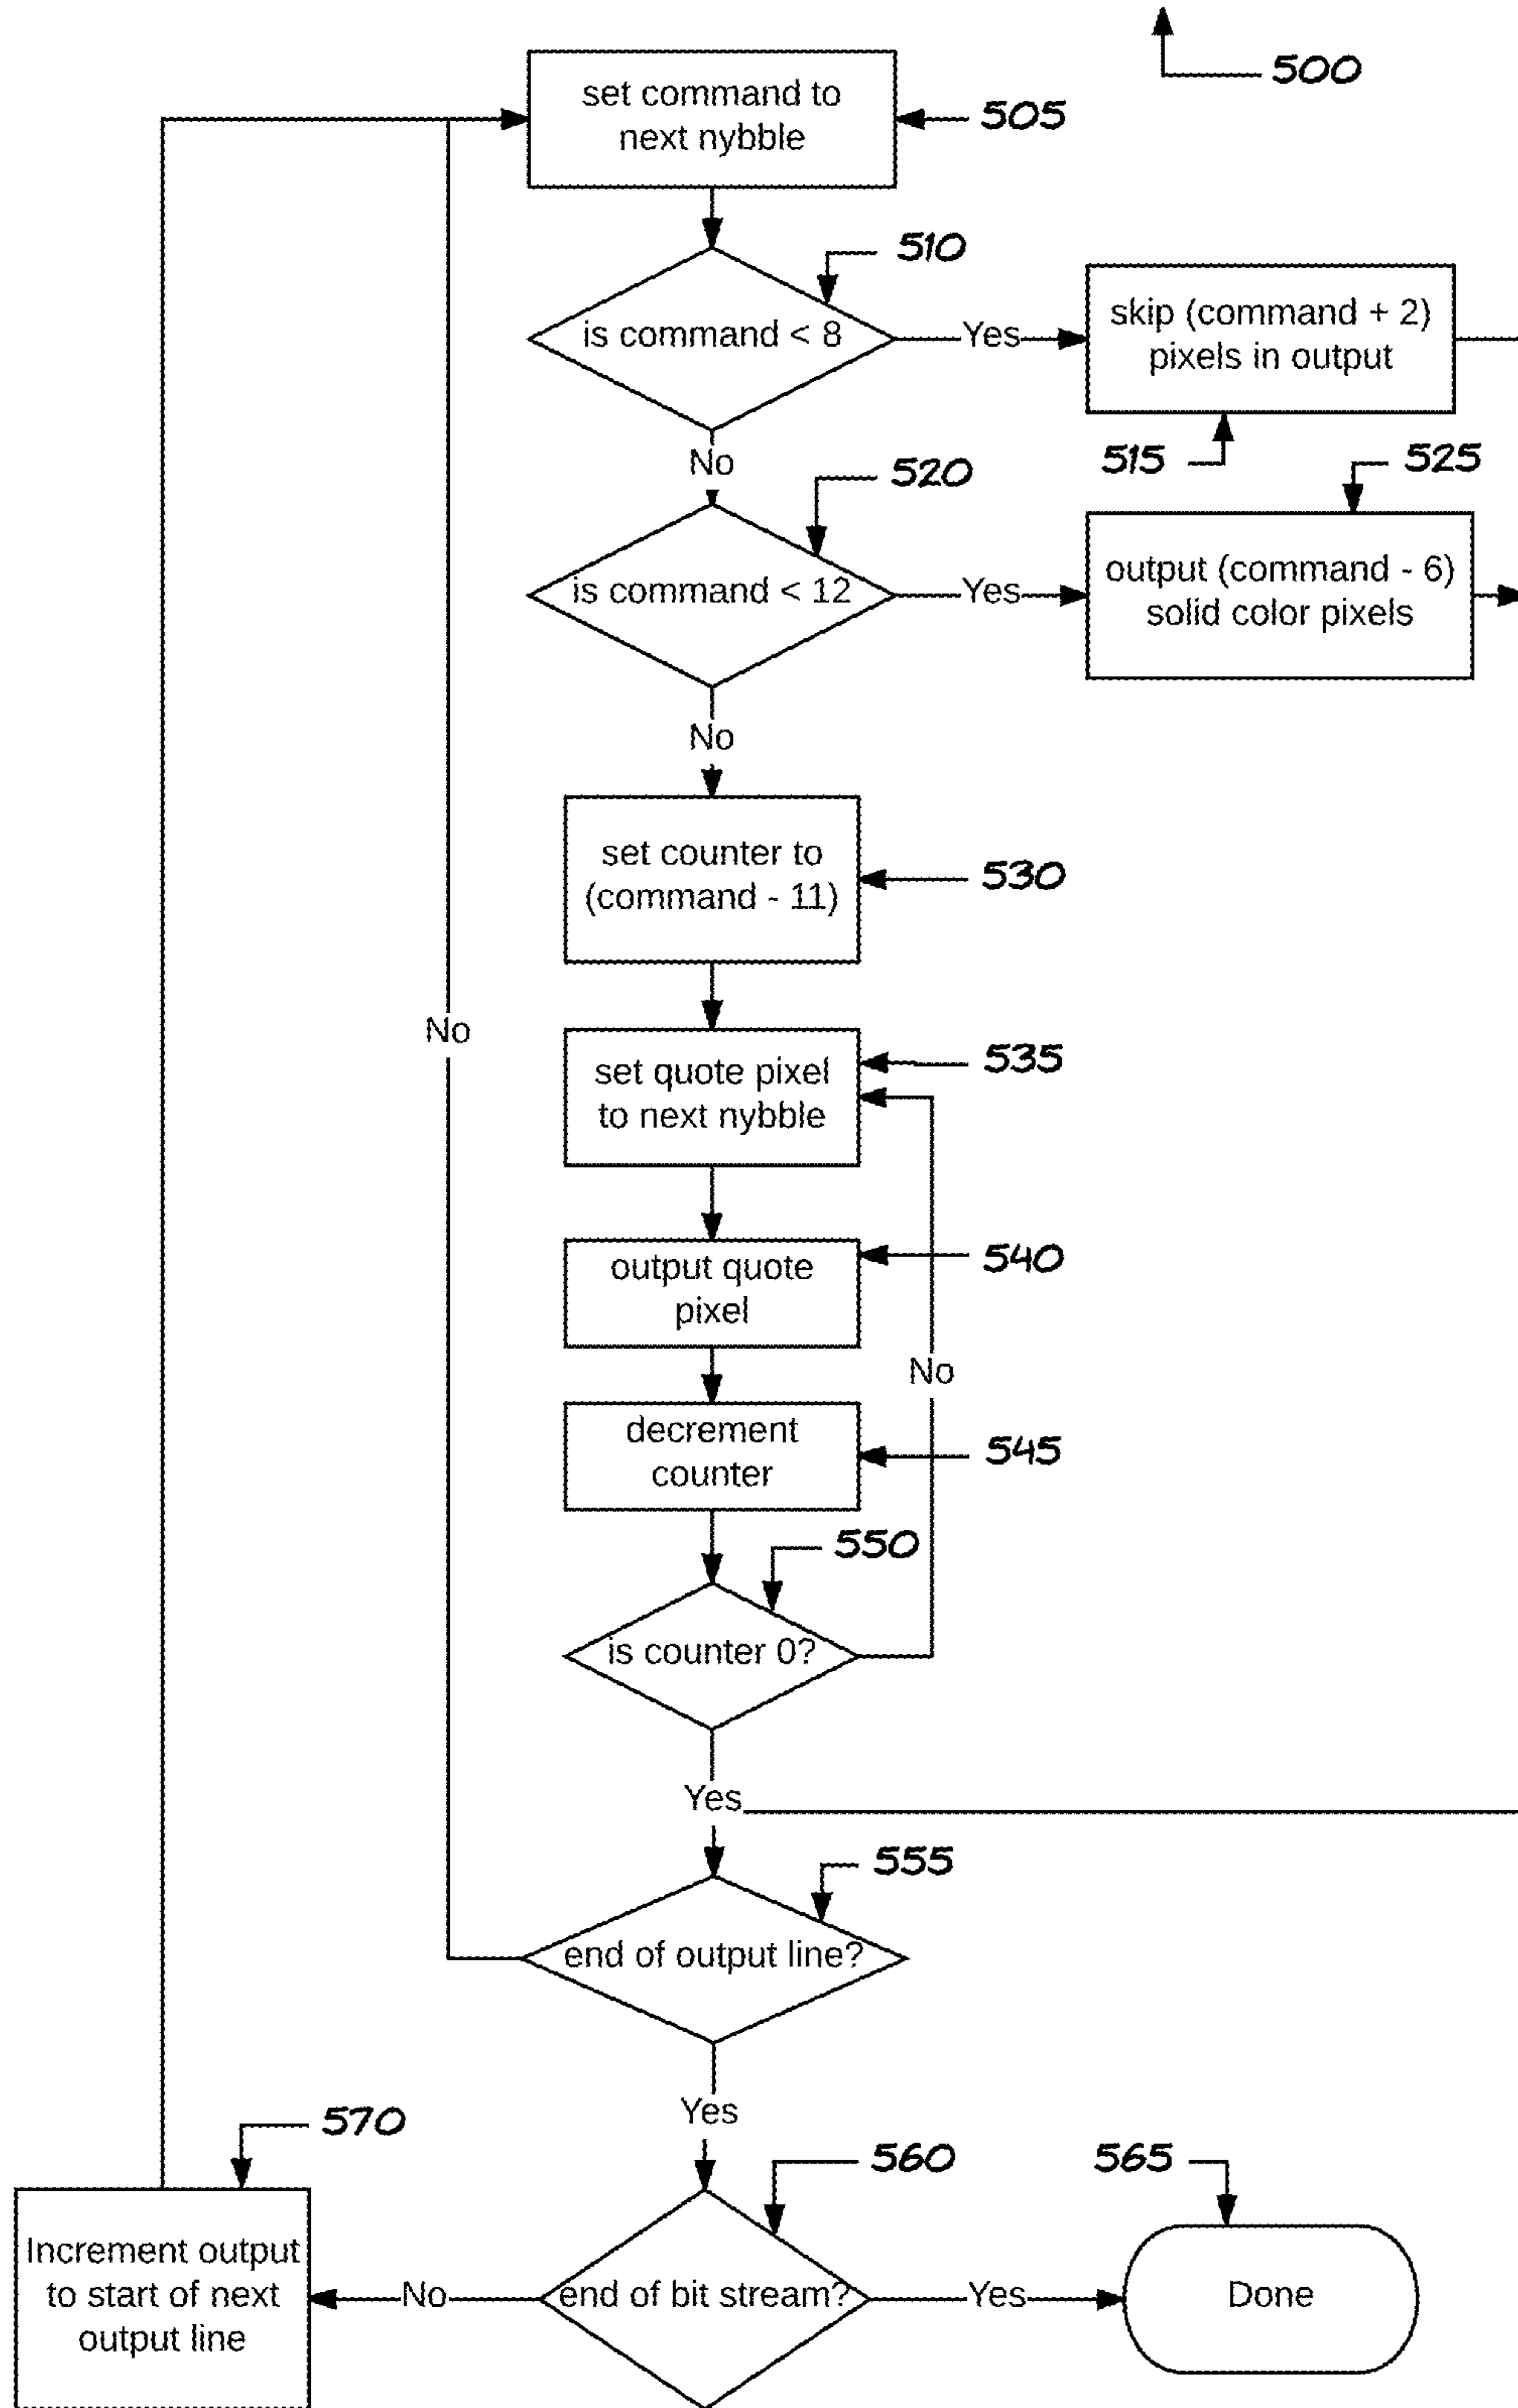 500
set command to
next nybble
505
510
is command < 8
Yes
skip (command + 2)
pixels in output
No
515
520
525
is command < 12
Yes
output (command - 6)
solid color pixels
No
set counter to
(command - 11)
530
No
set quote pixel
to next nybble
535
output quote
pixel
540
No
decrement
counter
545
550
is counter 0?
Yes
555
end of output line?
Yes
570
560
565
Increment output
to start of next
output line
No
end of bit stream?
Yes
Done